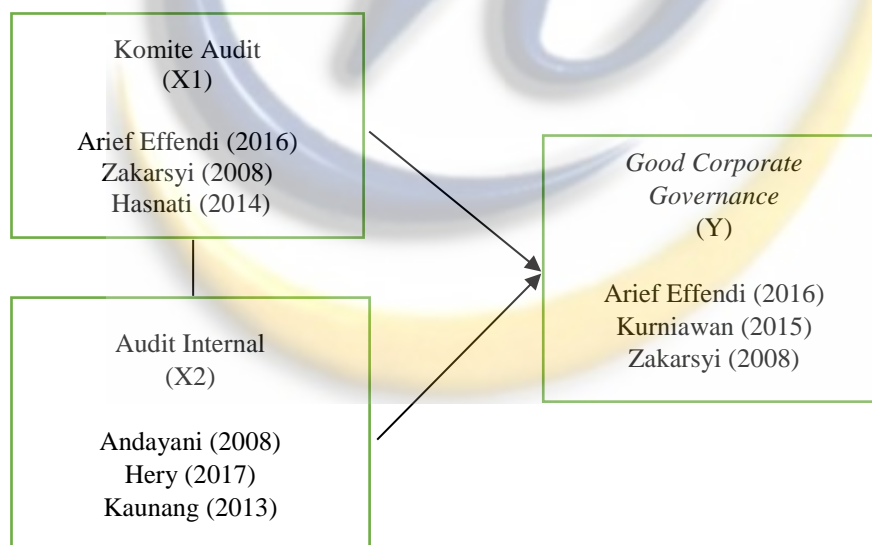 Komite Audit
(X1)
Arief Effendi (2016)
Zakarsyi (2008)
Hasnati (2014)
Good Corporate
Governance
(Y)
Arief Effendi (2016)
Kurniawan (2015)
Zakarsyi (2008)
Audit Internal
(X2)
Andayani (2008)
Hery (2017)
Kaunang (2013)